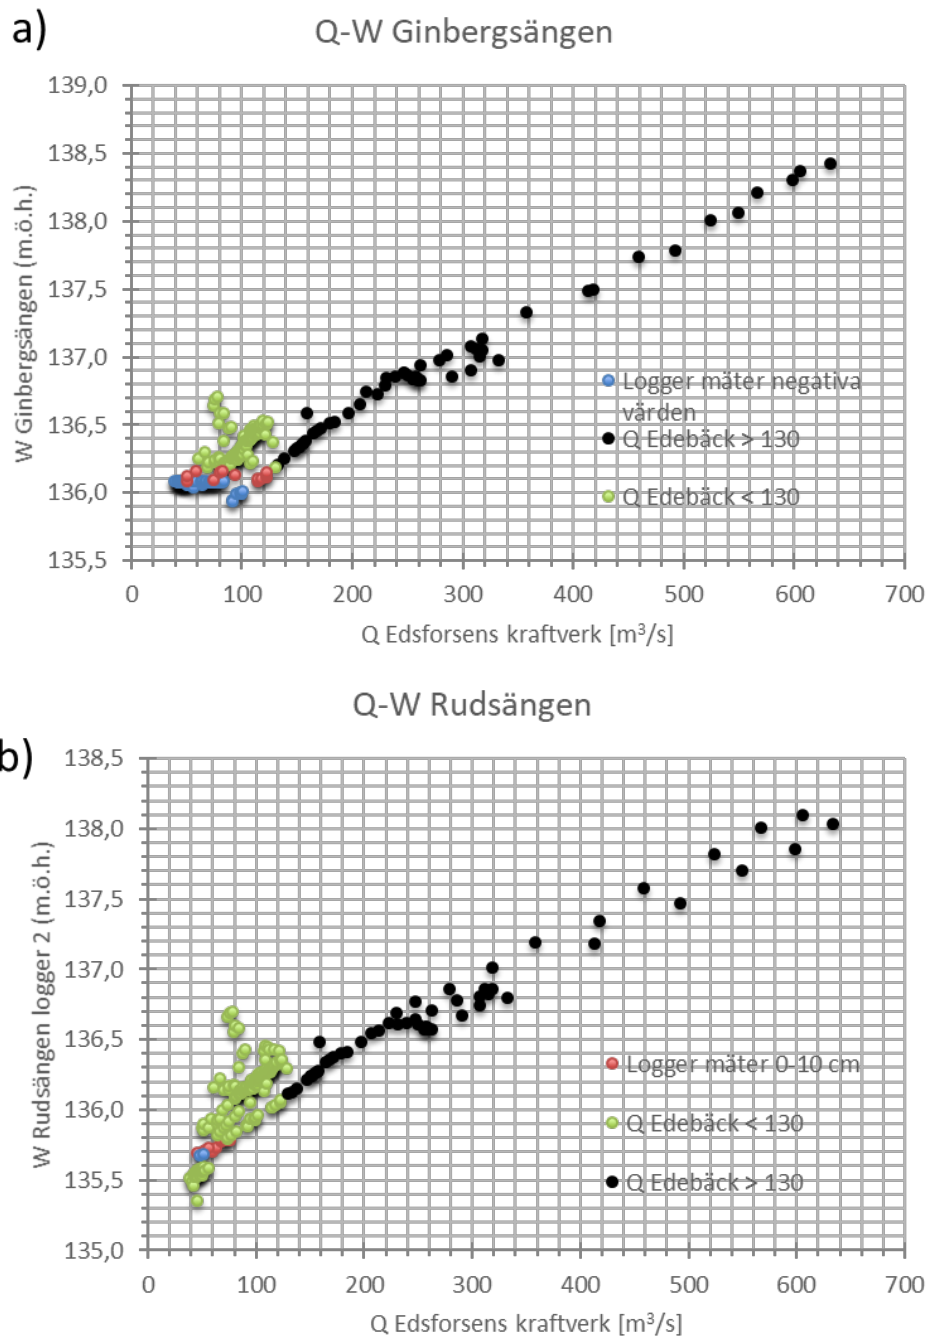 a)
Q-W Ginbergsängen
W Ginbergsängen (m.ö.h.)
139,0
138,5
138,0
137,5
137,0
136,5
136,0
135,5
Logger mäter negativa
värden
Q Edebäck > 130
Q Edebäck < 130
0 100 200 300 400 500 600 700
Q Edsforsens kraftverk [m³/s]
Q-W Rudsängen
b)
W Rudsängen logger 2 (m.ö.h.)
138,5
138,0
137,5
137,0
136,5
136,0
135,5
135,0
Logger mäter 0-10 cm
Q Edebäck < 130
Q Edebäck > 130
0 100 200 300 400 500 600 700
Q Edsforsens kraftverk [m³/s]